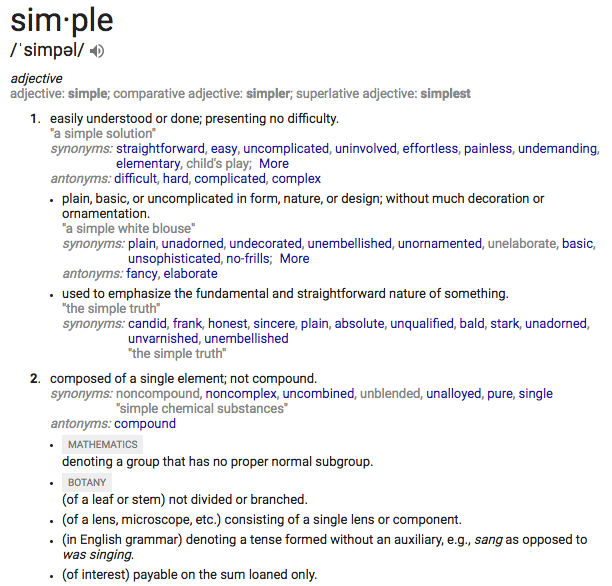 sim·ple
/ˈsimpəl/
adjective
adjective: simple; comparative adjective: simpler; superlative adjective: simplest
1. easily understood or done; presenting no difficulty.
"a simple solution"
synonyms: straightforward, easy, uncomplicated, uninvolved, effortless, painless, undemanding,
elementary, child's play; More
antonyms: difficult, hard, complicated, complex
• plain, basic, or uncomplicated in form, nature, or design; without much decoration or
ornamentation.
"a simple white blouse"
synonyms: plain, unadorned, undecorated, unembellished, unornamented, unelaborate, basic,
unsophisticated, no-frills; More
antonyms: fancy, elaborate
• used to emphasize the fundamental and straightforward nature of something.
"the simple truth"
synonyms: candid, frank, honest, sincere, plain, absolute, unqualified, bald, stark, unadorned,
unvarnished, unembellished
"the simple truth"
2. composed of a single element; not compound.
synonyms: noncompound, noncomplex, uncombined, unblended, unalloyed, pure, single
"simple chemical substances"
antonyms: compound
• MATHEMATICS
denoting a group that has no proper normal subgroup.
• BOTANY
(of a leaf or stem) not divided or branched.
• (of a lens, microscope, etc.) consisting of a single lens or component.
• (in English grammar) denoting a tense formed without an auxiliary, e.g., sang as opposed to
was singing.
• (of interest) payable on the sum loaned only.